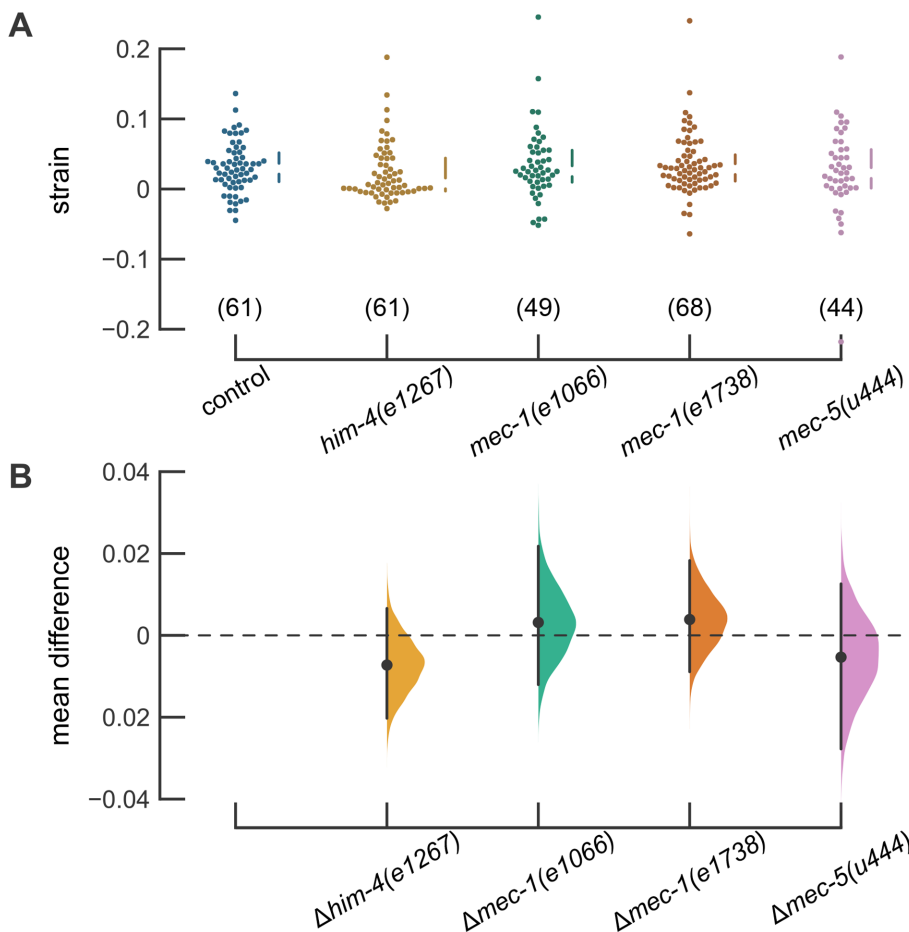 A
0.2
0.1
0
−0.1
−0.2
strain
(61)
(61)
(49)
(68)
(44)
control
him-4(e1267)
mec-1(e1066)
mec-1(e1738)
mec-5(u444)
B
0.04
0.02
0
0.02
−0.04
mean difference
Δhim-4(e1267)
Δmec-1(e1066)
Δmec-1(e1738)
Δmec-5(u444)